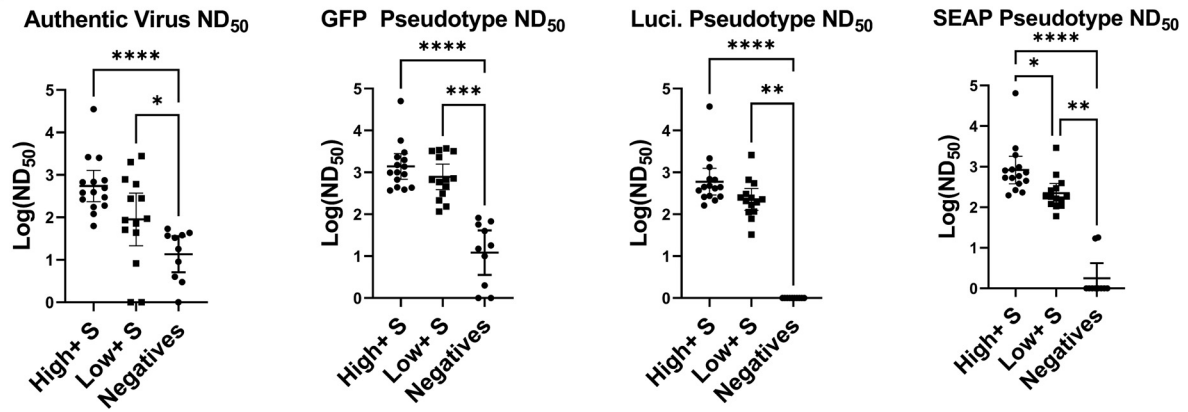 Authentic Virus ND50
****
*
Log(ND50)
5
4
3
2
1
0
High+ S
Low+ S
Negatives
GFP Pseudotype ND50
****
***
Log(ND50)
5
4
3
2
1
0
High+ S
Low+ S
Negatives
Luci. Pseudotype ND50
****
**
Log(ND50)
5
4
3
2
1
0
High+ S
Low+ S
Negatives
SEAP Pseudotype ND50
****
*
**
Log(ND50)
5
4
3
2
1
0
High+ S
Low+ S
Negatives